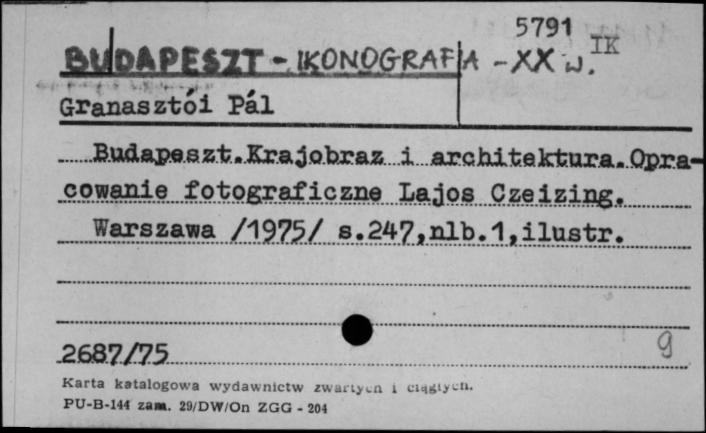 5791
IK
BUDAPESZT - IKONOGRAFIA - XX w.
Granasztói Pál
Budapeszt.Krajobraz i architektura.Opra-
cowanie fotograficzne Lajos Czeizing.
Warszawa /1975/ s.247,nlb.1,ilustr.
2687/75
9
Karta katalogowa wydawnictw zwartych i ciągłych.
PU-B-144 zam. 29/DW/On ZGG - 204